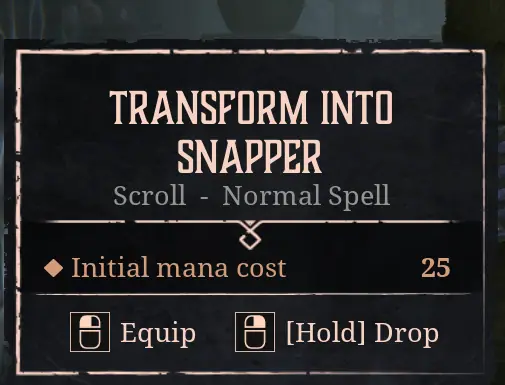 TRANSFORM INTO
SNAPPER
Scroll - Normal Spell
Initial mana cost 25
Equip [Hold] Drop